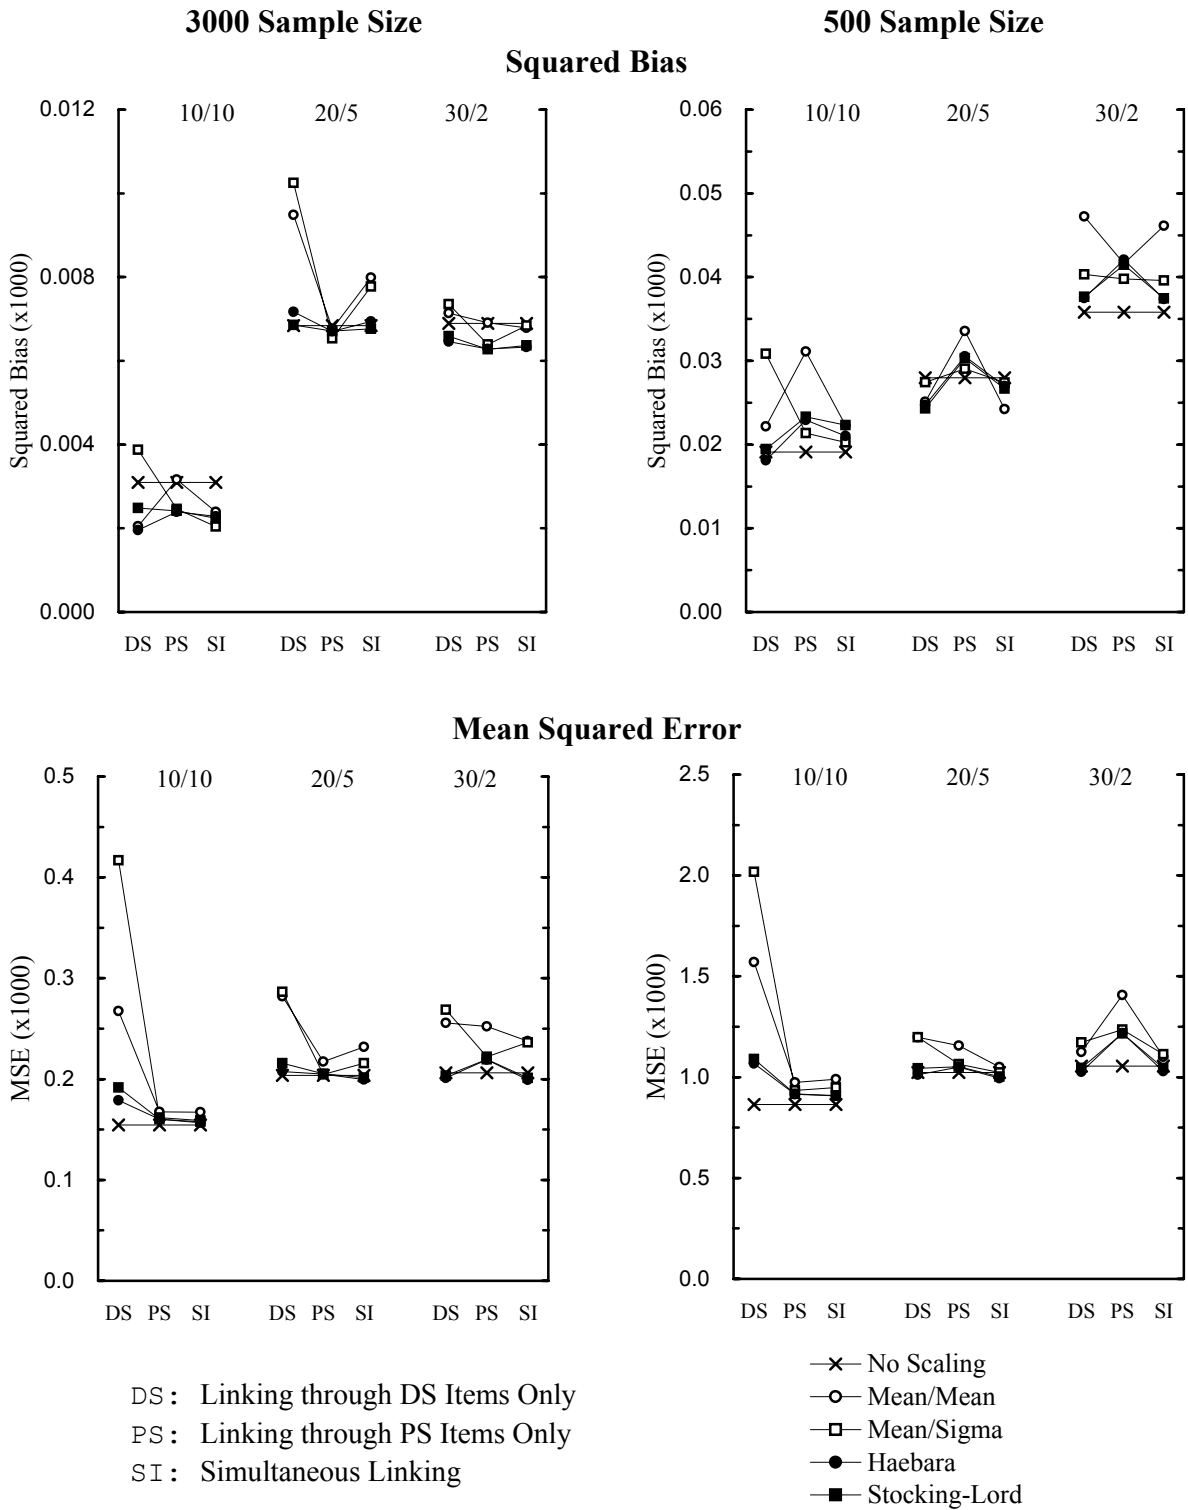 3000 Sample Size
500 Sample Size
Squared Bias
0.012
0.008
0.004
0.000
Squared Bias (x1000)
10/10
20/5
30/2
DS PS SI
DS PS SI
DS PS SI
0.06
0.05
0.04
0.03
0.02
0.01
0.00
Squared Bias (x1000)
10/10
20/5
30/2
DS PS SI
DS PS SI
DS PS SI
Mean Squared Error
0.5
0.4
0.3
0.2
0.1
0.0
MSE (x1000)
10/10
20/5
30/2
DS PS SI
DS PS SI
DS PS SI
2.5
2.0
1.5
1.0
0.5
0.0
MSE (x1000)
10/10
20/5
30/2
DS PS SI
DS PS SI
DS PS SI
DS: Linking through DS Items Only
PS: Linking through PS Items Only
SI: Simultaneous Linking
No Scaling
Mean/Mean
Mean/Sigma
Haebara
Stocking-Lord